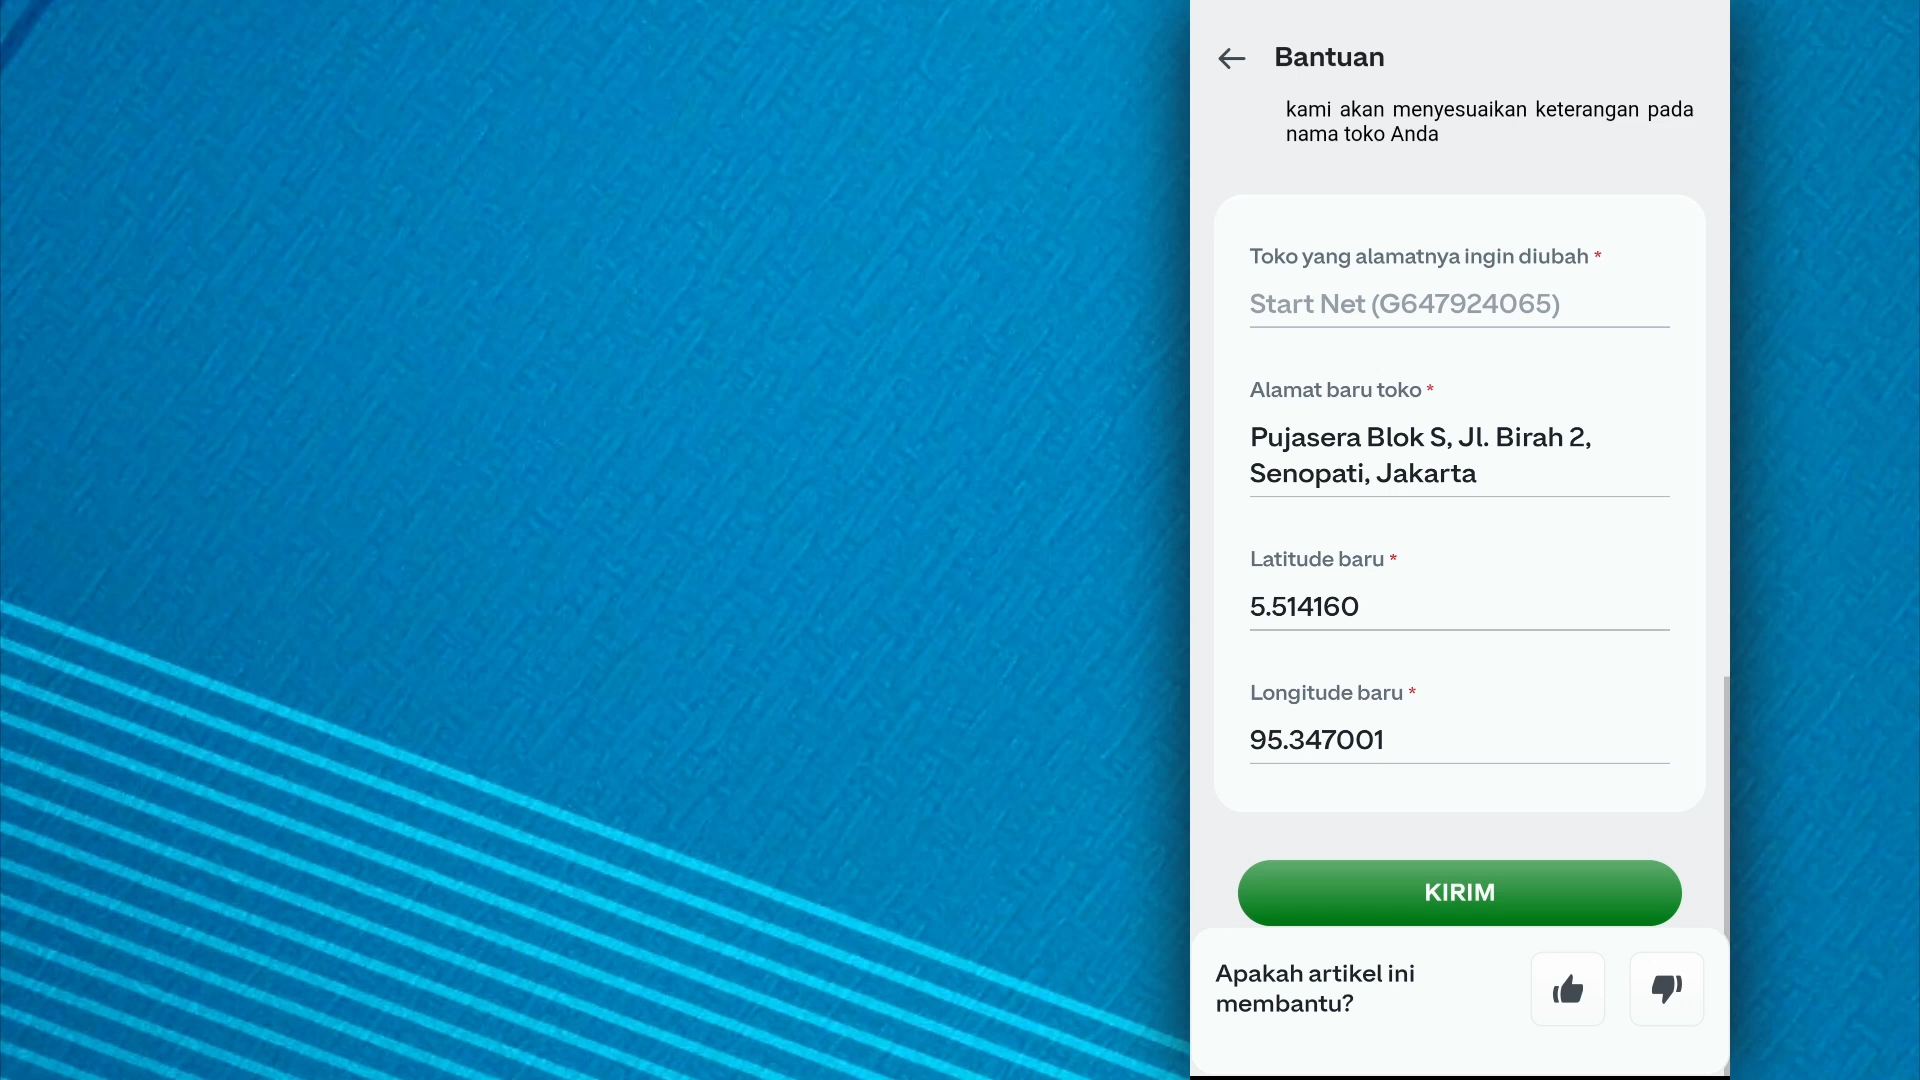 Bantuan
kami akan menyesuaikan keterangan pada
nama toko Anda
Toko yang alamatnya ingin diubah *
Start Net (G647924065)
Alamat baru toko *
Pujasera Blok S, Jl. Birah 2,
Senopati, Jakarta
Latitude baru *
5.514160
Longitude baru *
95.347001
KIRIM
Apakah artikel ini
membantu?